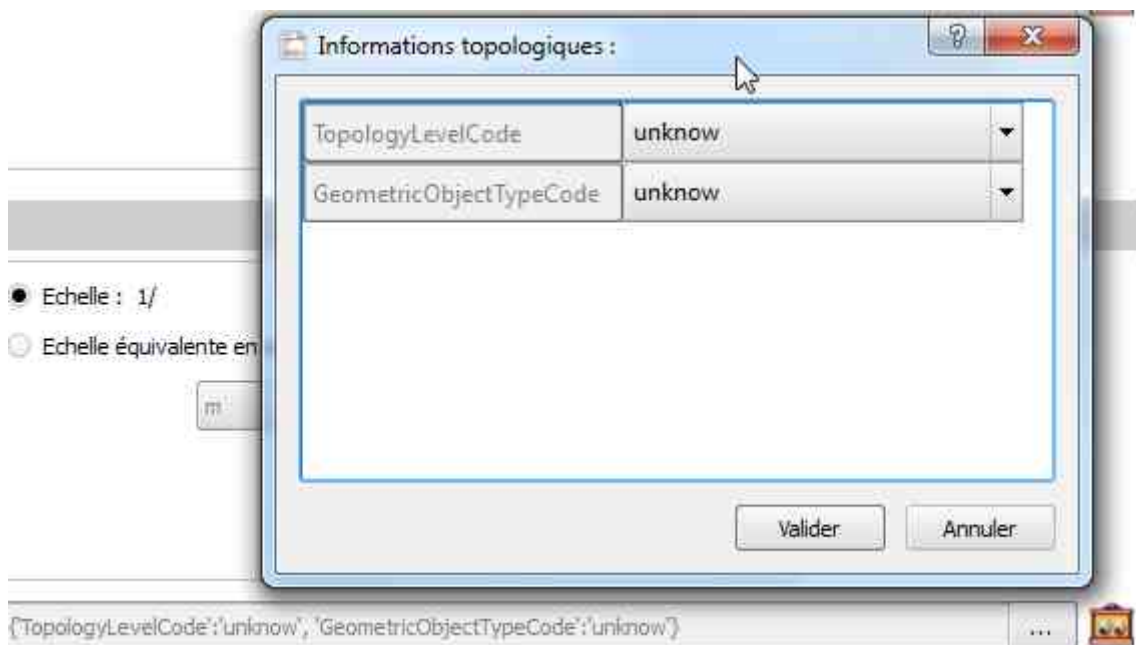 Informations topologiques :
TopologyLevelCode unknow
GeometricObjectTypeCode unknow
Echelle : 1/
Echelle équivalente en
m
Valider Annuler
{'TopologyLevelCode':'unknow', 'GeometricObjectTypeCode':'unknow'} ...